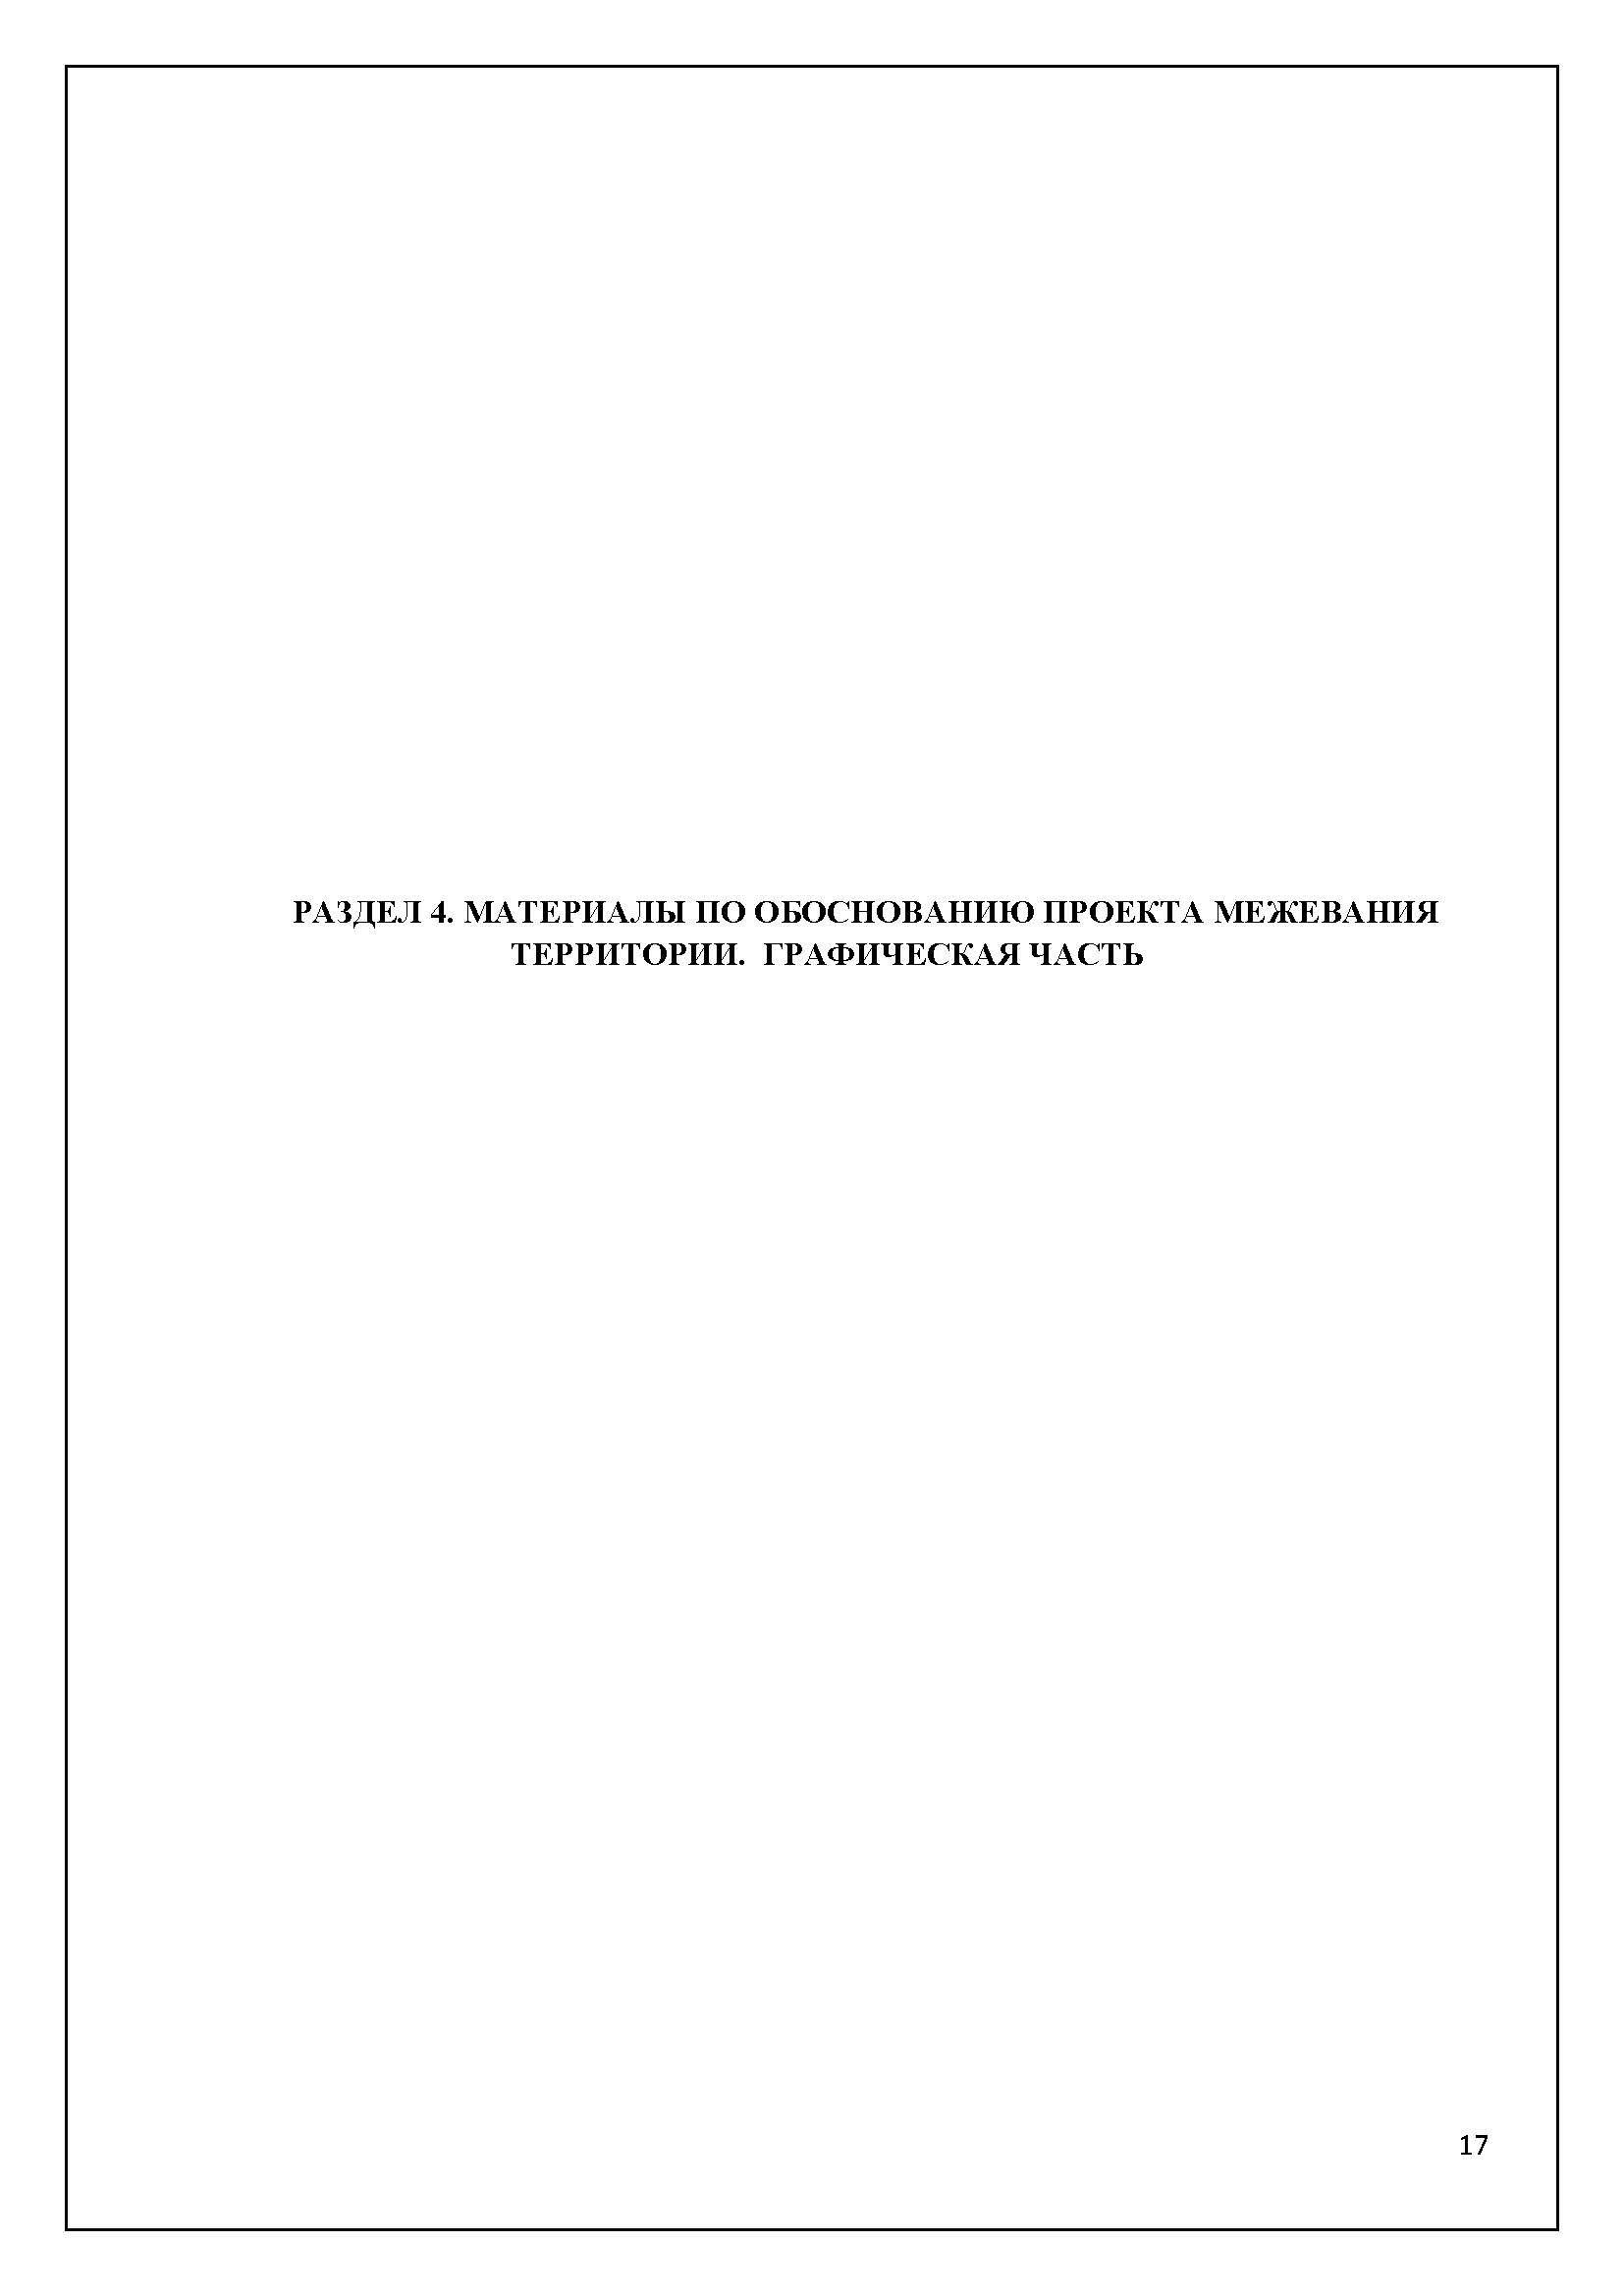 РАЗДЕЛ 4. МАТЕРИАЛЫ ПО ОБОСНОВАНИЮ ПРОЕКТА МЕЖЕВАНИЯ
ТЕРРИТОРИИ.  ГРАФИЧЕСКАЯ ЧАСТЬ
17